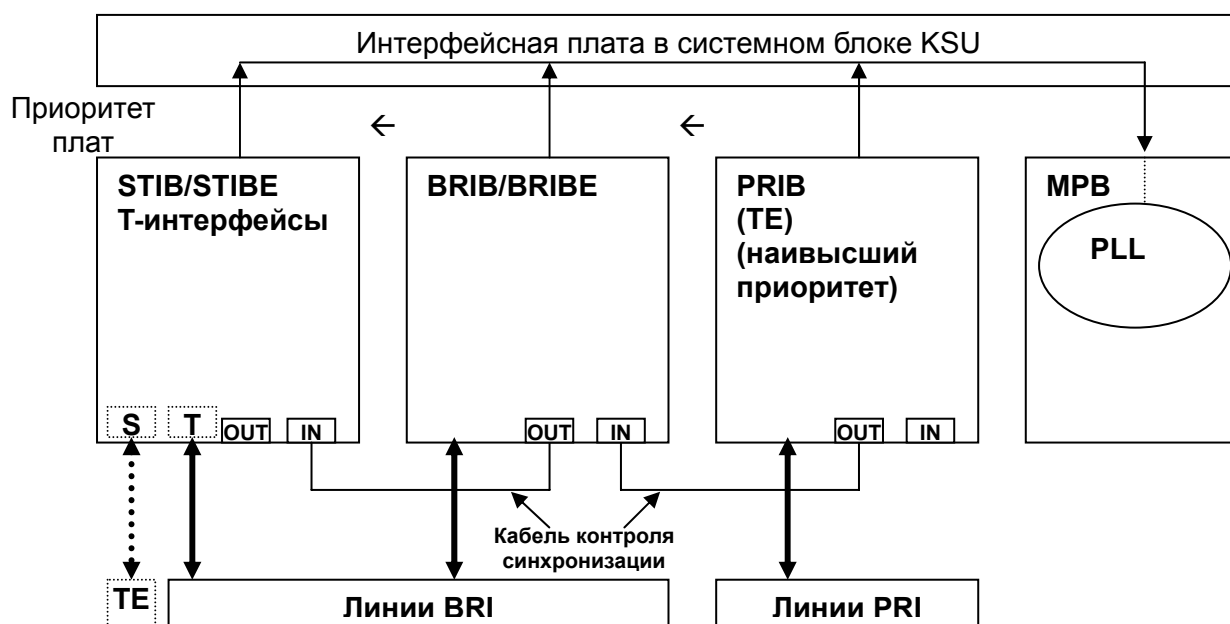 Интерфейсная плата в системном блоке KSU
Приоритет
плат
STIB/STIBE
Т-интерфейсы
BRIB/BRIBE
PRIB
(TE)
(наивысший
приоритет)
MPB
PLL
S
T
OUT
IN
OUT
IN
OUT
IN
Кабель контроля
синхронизации
TE
Линии BRI
Линии PRI